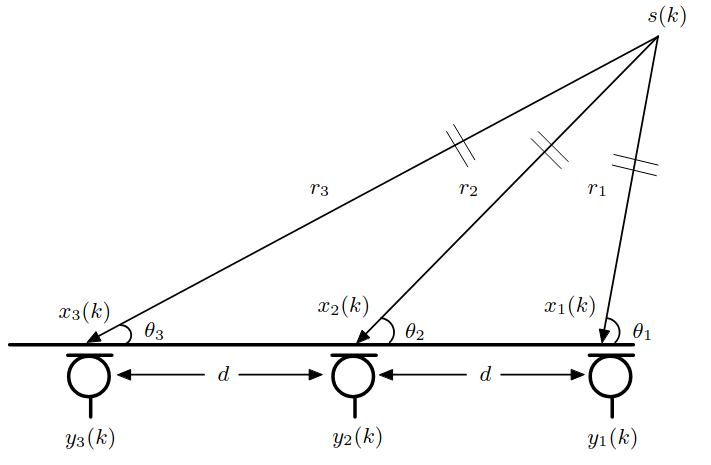 s(k)
r₃ r₂ r₁
x₃(k) x₂(k) x₁(k)
θ₃ θ₂ θ₁
d d
y₃(k) y₂(k) y₁(k)